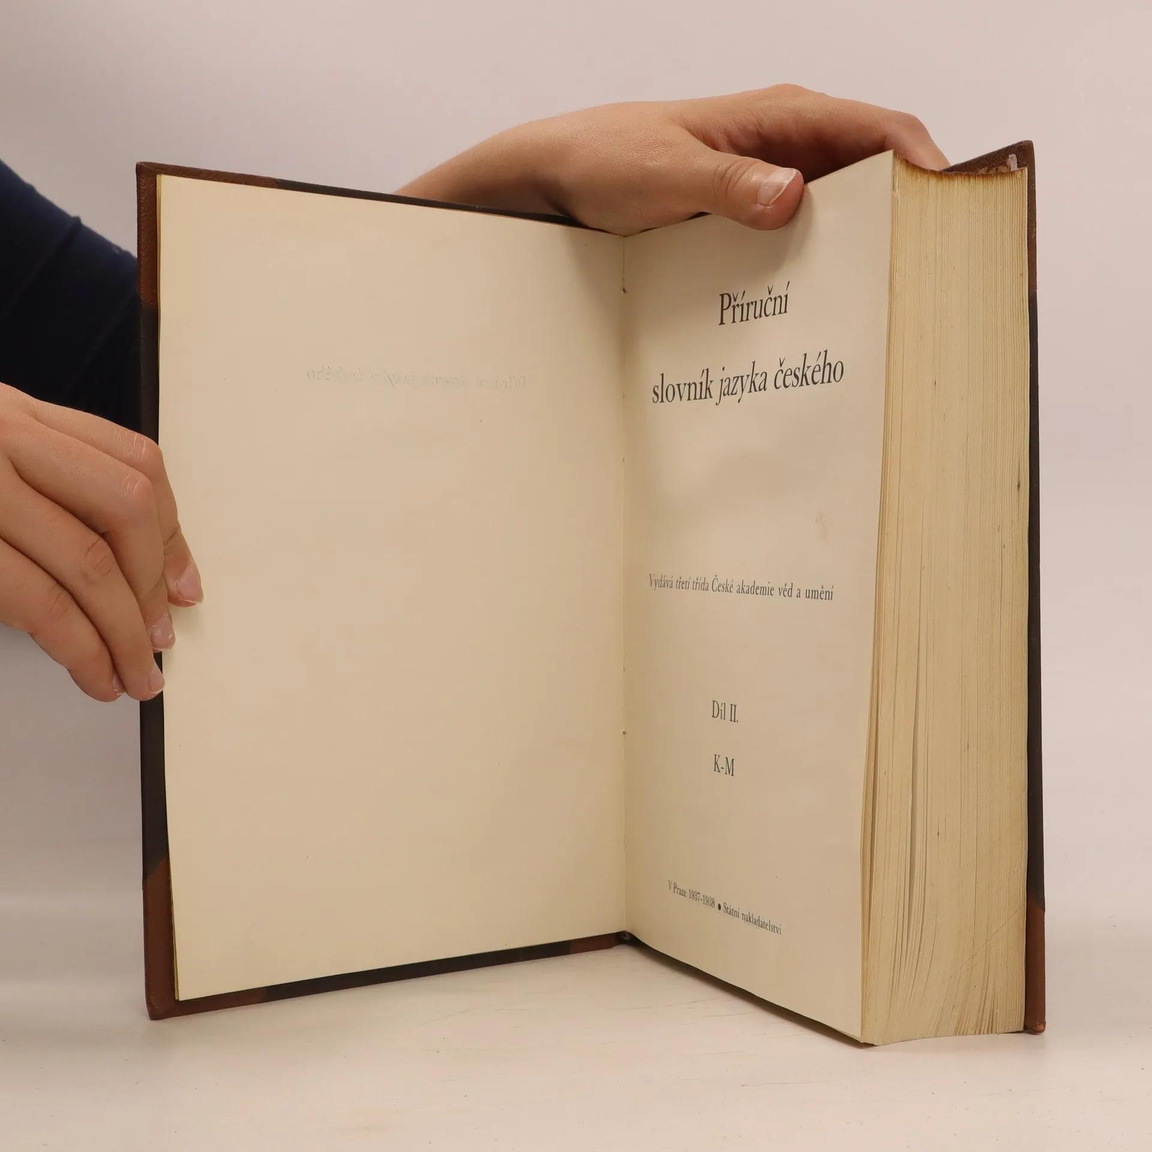 Příruční
slovník jazyka českého
Vydává třetí třída České akademie věd a umění
Díl II.
K-M
V Praze 1937-1938 ● Státní nakladatelství